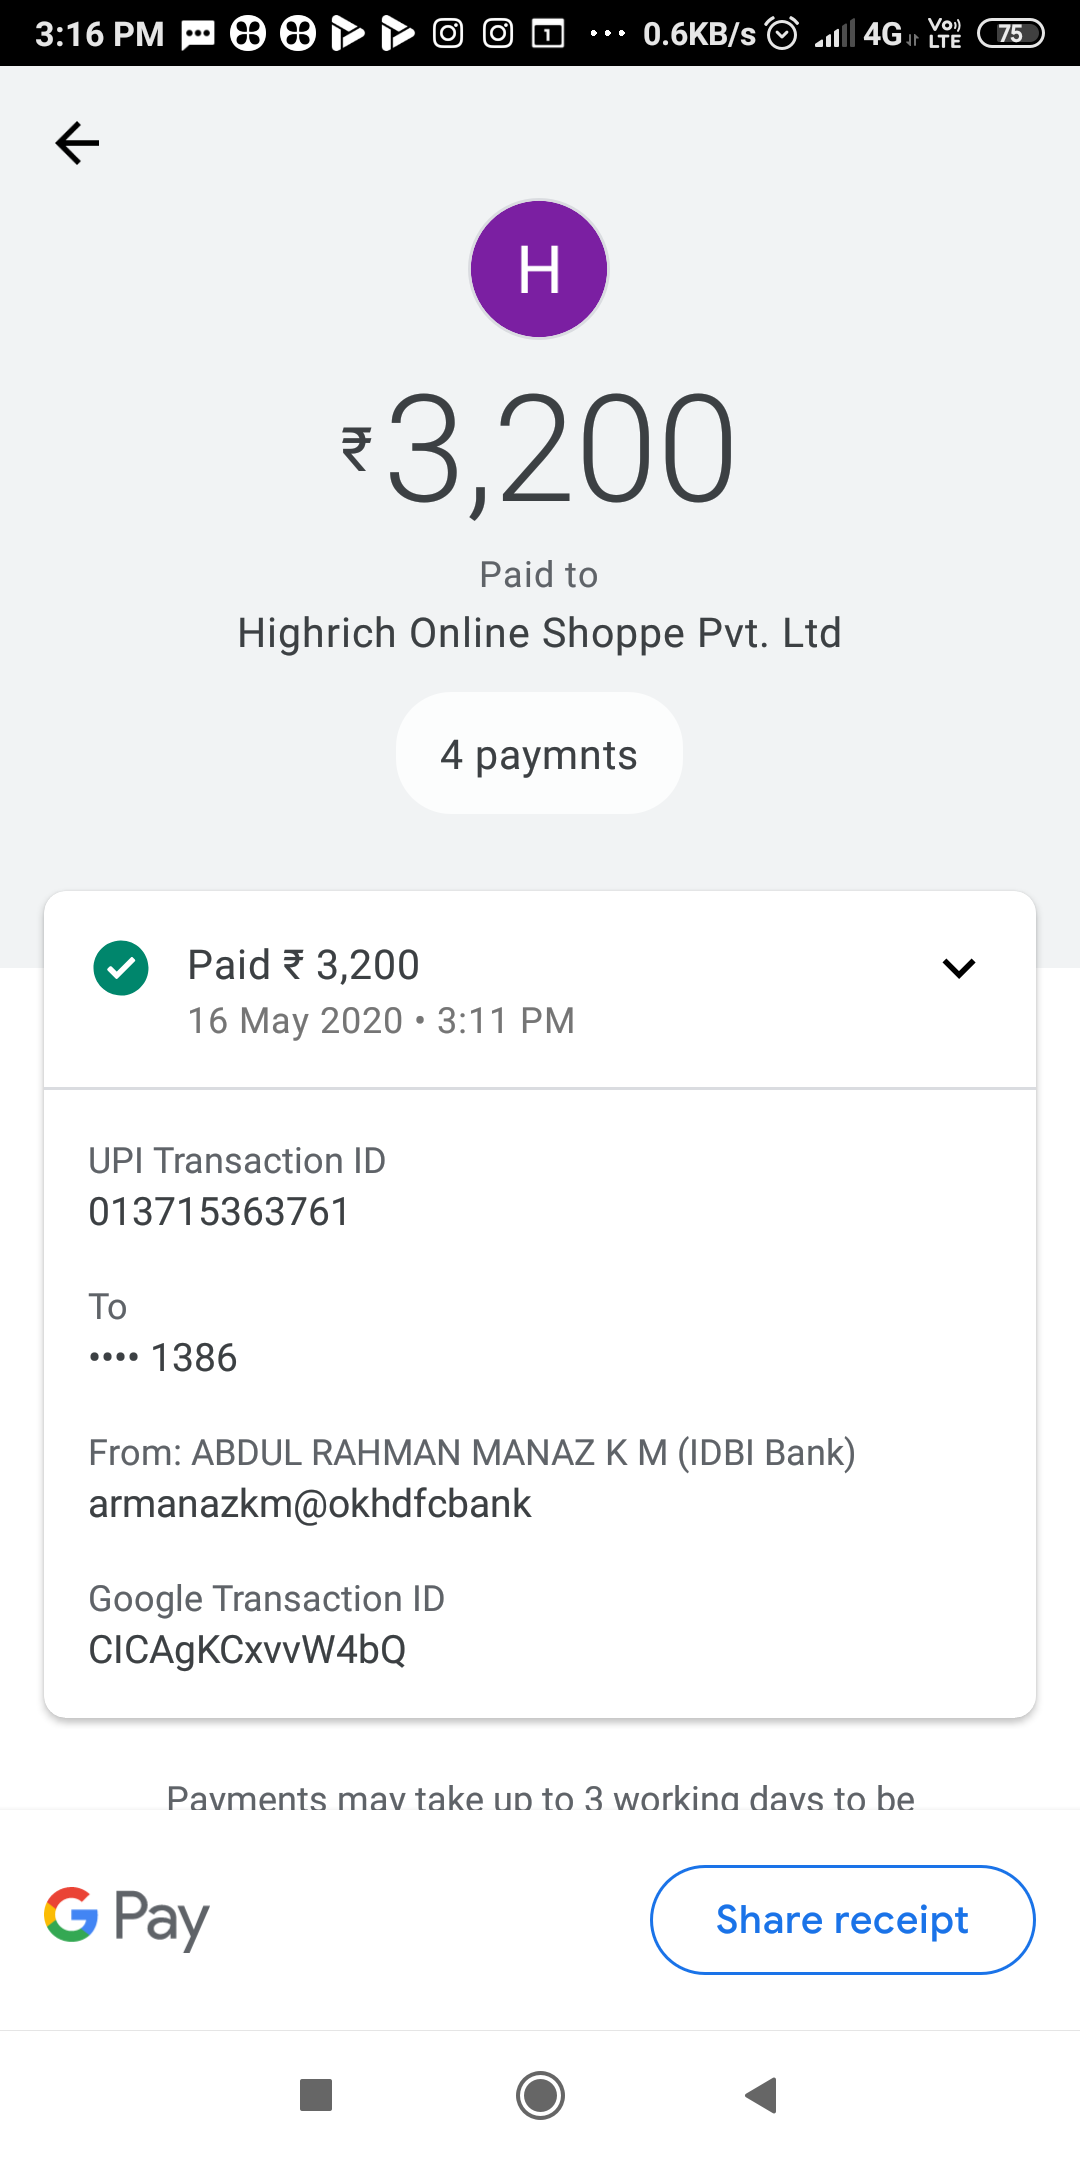 3:16 PM 1 ... 0.6KB/s 4G Vo)) LTE 75
H
₹3,200
Paid to
Highrich Online Shoppe Pvt. Ltd
4 paymnts
Paid ₹ 3,200
16 May 2020 • 3:11 PM
UPI Transaction ID
013715363761
To
•••• 1386
From: ABDUL RAHMAN MANAZ K M (IDBI Bank)
armanazkm@okhdfcbank
Google Transaction ID
CICAgKCxvvW4bQ
Payments may take up to 3 working days to be
G Pay
Share receipt